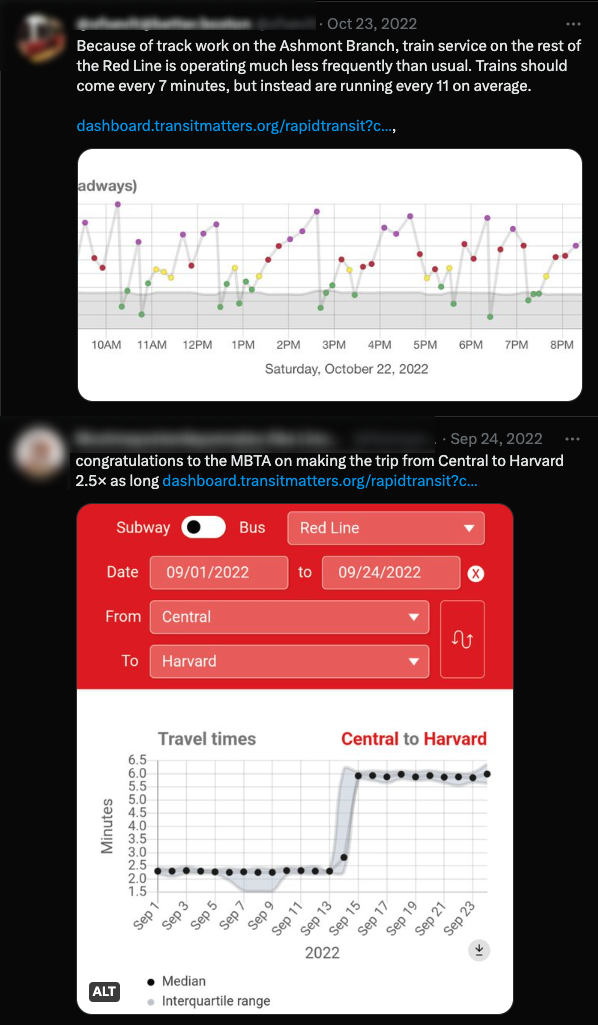 · Oct 23, 2022
Because of track work on the Ashmont Branch, train service on the rest of
the Red Line is operating much less frequently than usual. Trains should
come every 7 minutes, but instead are running every 11 on average.
dashboard.transitmatters.org/rapidtransit?c...,
adways)
10AM 11AM 12PM 1PM 2PM 3PM 4PM 5PM 6PM 7PM 8PM
Saturday, October 22, 2022
· Sep 24, 2022
congratulations to the MBTA on making the trip from Central to Harvard
2.5× as long dashboard.transitmatters.org/rapidtransit?c...
Subway Bus Red Line
Date 09/01/2022 to 09/24/2022 X
From Central
To Harvard
Travel times Central to Harvard
6.5
6.0
5.5
5.0
4.5
4.0
3.5
3.0
2.5
2.0
1.5
Minutes
Sep 1 Sep 3 Sep 5 Sep 7 Sep 9 Sep 11 Sep 13 Sep 15 Sep 17 Sep 19 Sep 21 Sep 23
2022
Median
ALT
Interquartile range